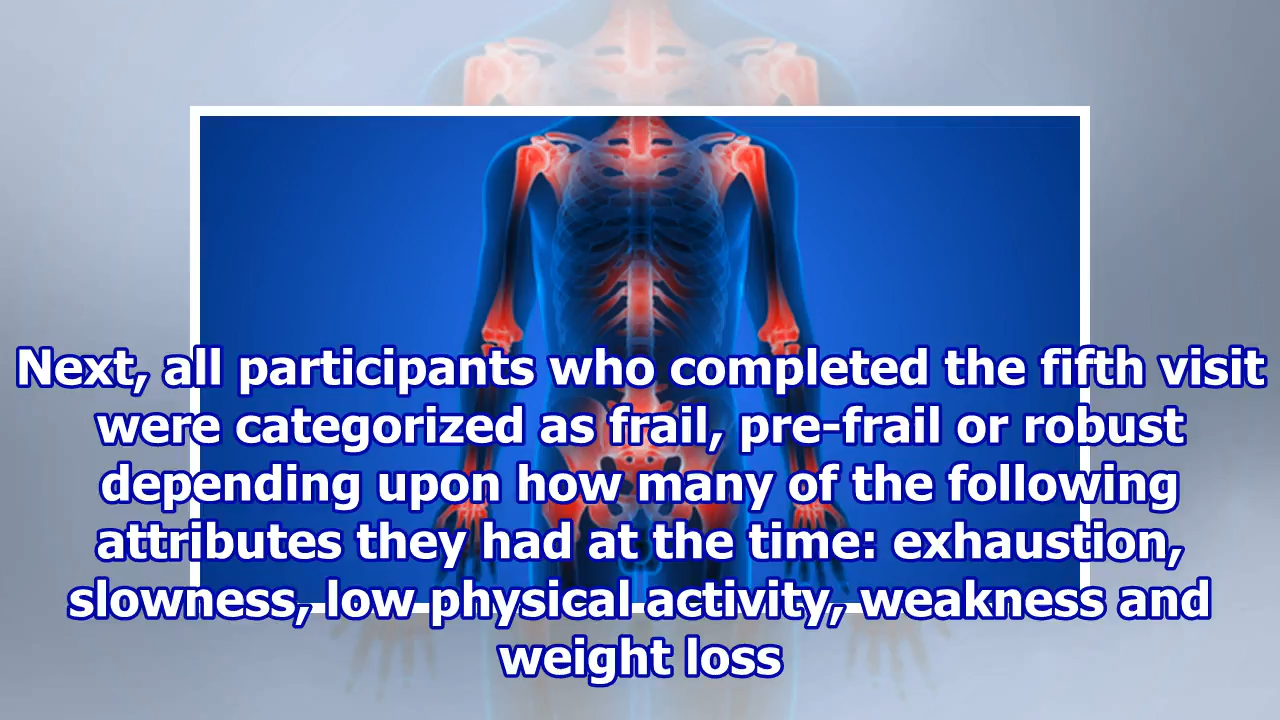 Next, all participants who completed the fifth visit
were categorized as frail, pre-frail or robust
depending upon how many of the following
attributes they had at the time: exhaustion,
slowness, low physical activity, weakness and
weight loss